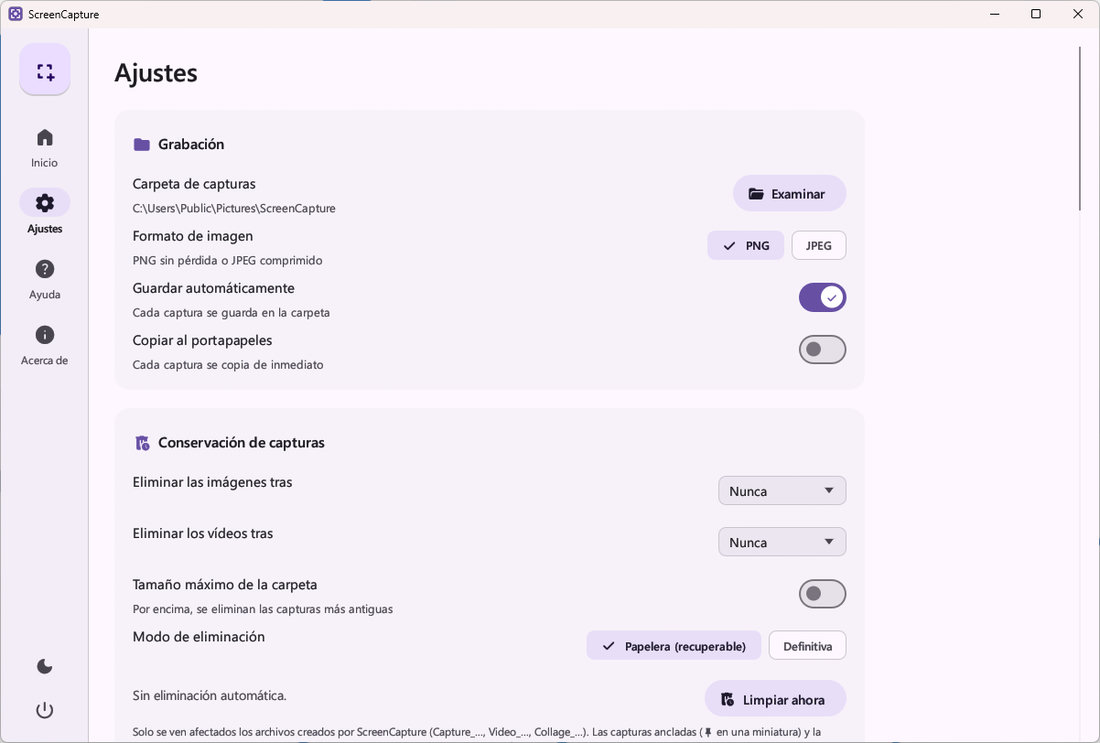 ScreenCapture
Ajustes
Grabación
Carpeta de capturas
C:\Users\Public\Pictures\ScreenCapture
Examinar
Formato de imagen
PNG sin pérdida o JPEG comprimido
PNG
JPEG
Guardar automáticamente
Cada captura se guarda en la carpeta
Copiar al portapapeles
Cada captura se copia de inmediato
Inicio
Ajustes
Ayuda
Acerca de
Conservación de capturas
Eliminar las imágenes tras
Nunca
Eliminar los vídeos tras
Nunca
Tamaño máximo de la carpeta
Por encima, se eliminan las capturas más antiguas
Modo de eliminación
Papelera (recuperable)
Definitiva
Sin eliminación automática.
Limpiar ahora
Solo se ven afectados los archivos creados por ScreenCapture (Capture_..., Video_..., Collage_...). Las capturas ancladas (📌 en una miniatura) y la